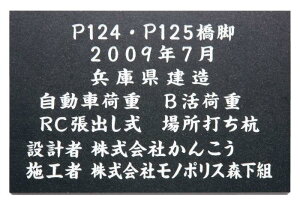 P124・P125橋脚
2009年7月
兵庫県建造
自動車荷重 B活荷重
RC張出し式 場所打ち杭
設計者 株式会社かんこう
施工者 株式会社モノポリス森下組